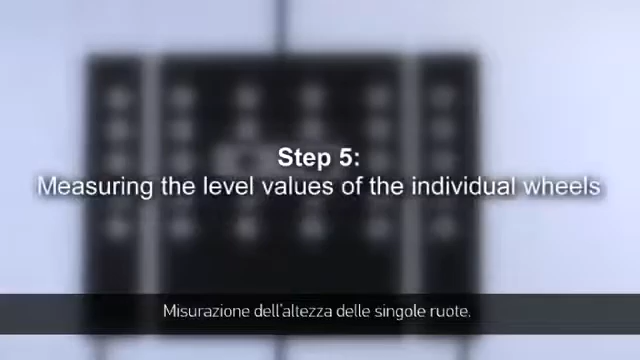 Step 5:
Measuring the level values of the individual wheels
Misurazione dell'altezza delle singole ruote.